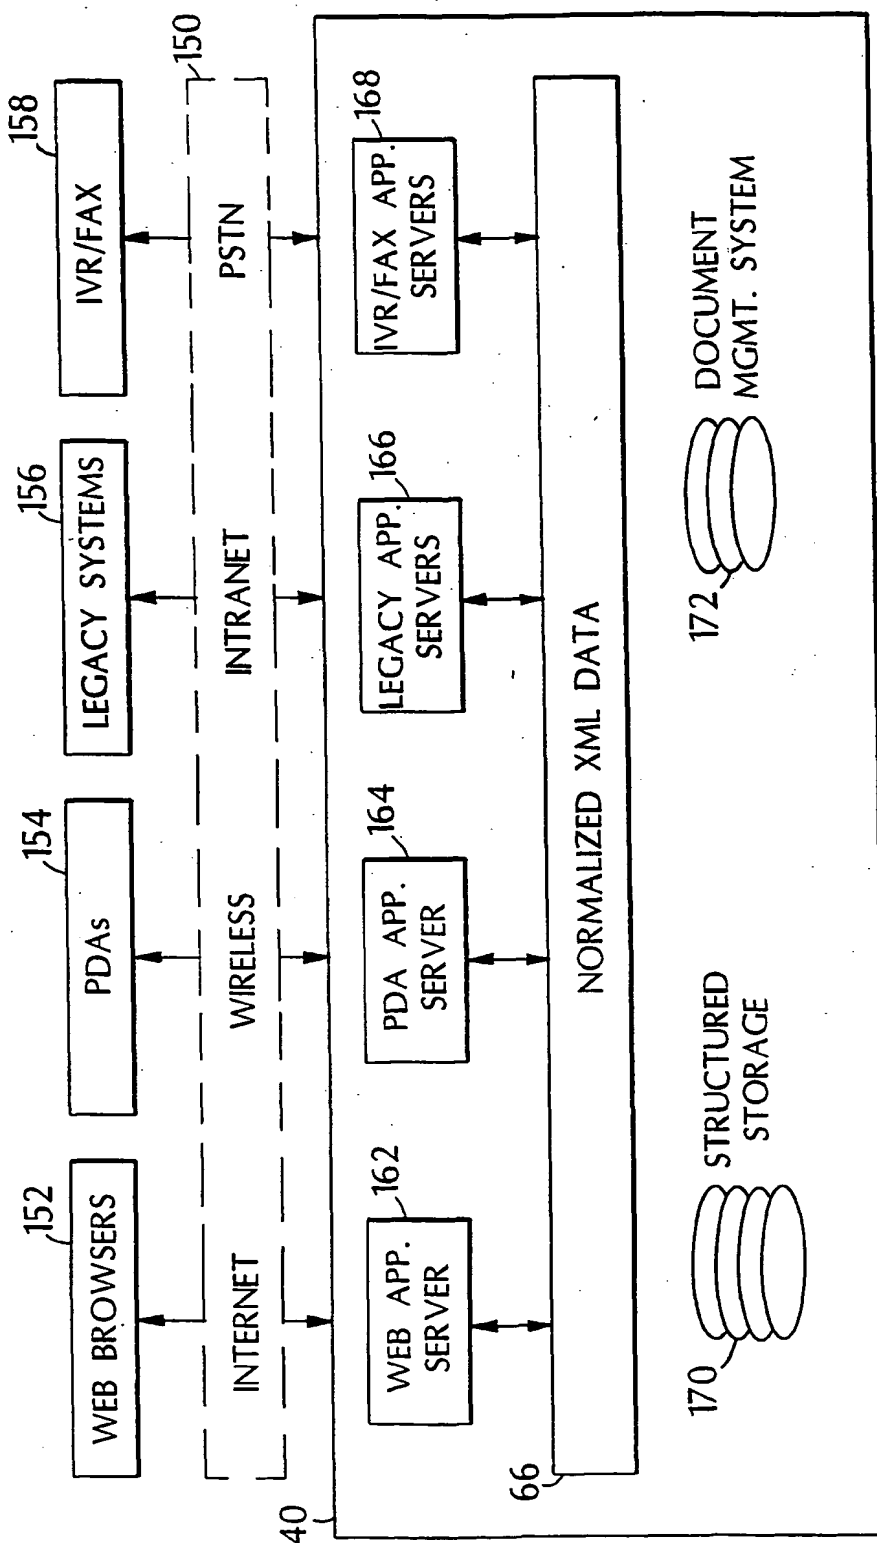 152
154
156
158
WEB BROWSERS
PDAs
LEGACY SYSTEMS
IVR/FAX
150
INTERNET
WIRELESS
INTRANET
PSTN
40
162
164
166
168
WEB APP.
SERVER
PDA APP.
SERVER
LEGACY APP.
SERVERS
IVR/FAX APP.
SERVERS
66
NORMALIZED XML DATA
STRUCTURED
STORAGE
170
DOCUMENT
MGMT. SYSTEM
172